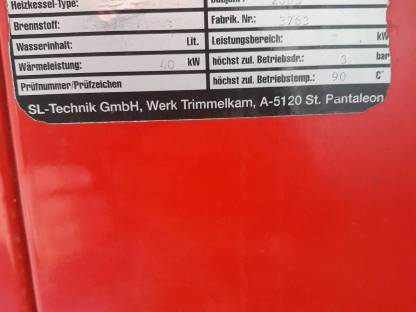 Heizkessel-Type:
Brennstoff: Fabrik. Nr.: 3763
Wasserinhalt: Lit. Leistungsbereich: kW
Wärmeleistung: 40 kW höchst zul. Betriebsdr.: 3 bar
Prüfnummer/Prüfzeichen höchst zul. Betriebstemp.: 90 C°
SL-Technik GmbH, Werk Trimmelkam, A-5120 St. Pantaleon